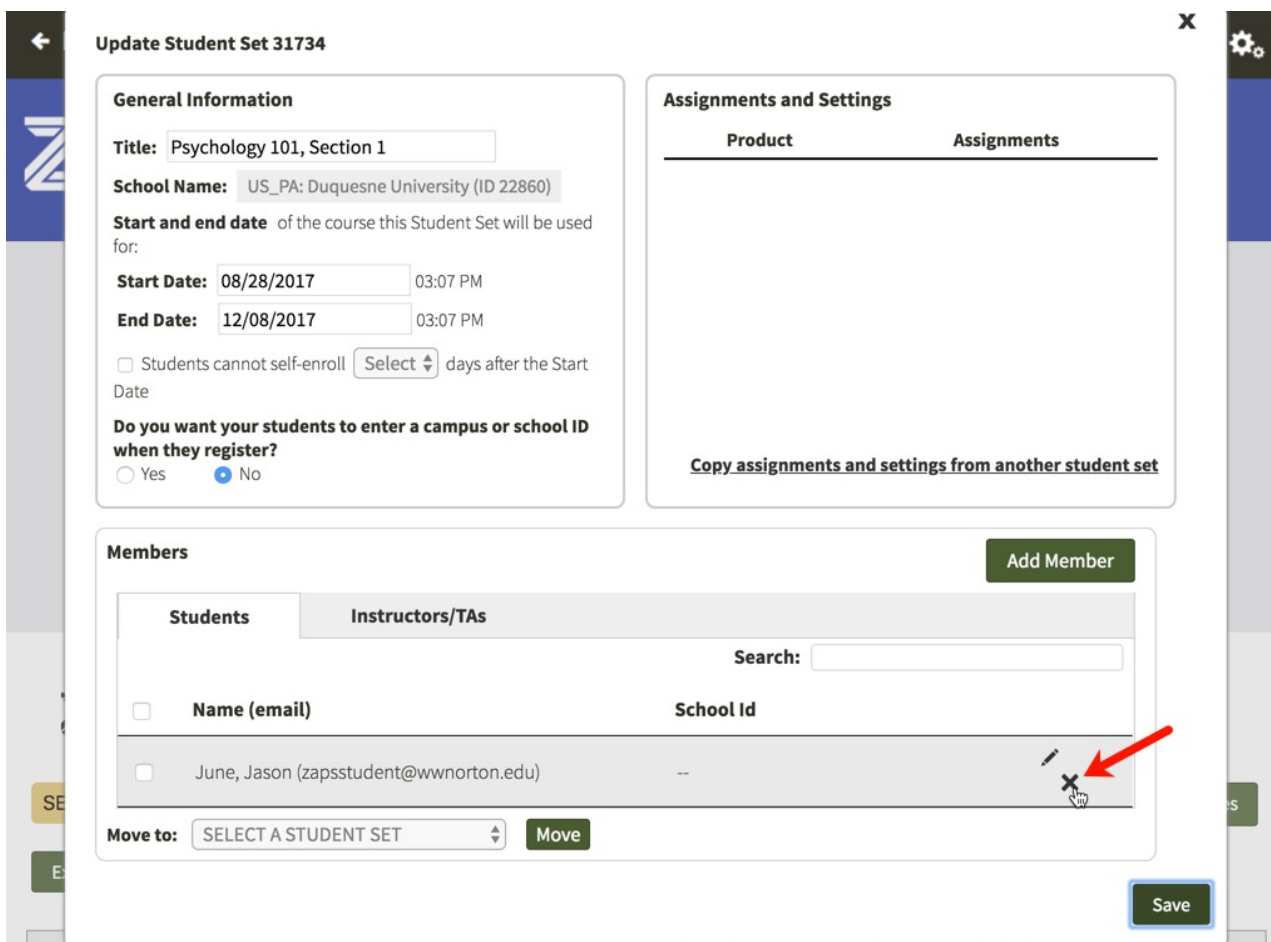 X
Update Student Set 31734
General Information
Title: Psychology 101, Section 1
School Name: US_PA: Duquesne University (ID 22860)
Start and end date of the course this Student Set will be used
for:
Start Date: 08/28/2017 03:07 PM
End Date: 12/08/2017 03:07 PM
Students cannot self-enroll Select days after the Start
Date
Do you want your students to enter a campus or school ID
when they register?
Yes No
Assignments and Settings
Product Assignments
Copy assignments and settings from another student set
Members
Add Member
Students Instructors/TAs
Search:
Name (email) School Id
June, Jason (zapsstudent@wwnorton.edu) --
Move to: SELECT A STUDENT SET Move
Save